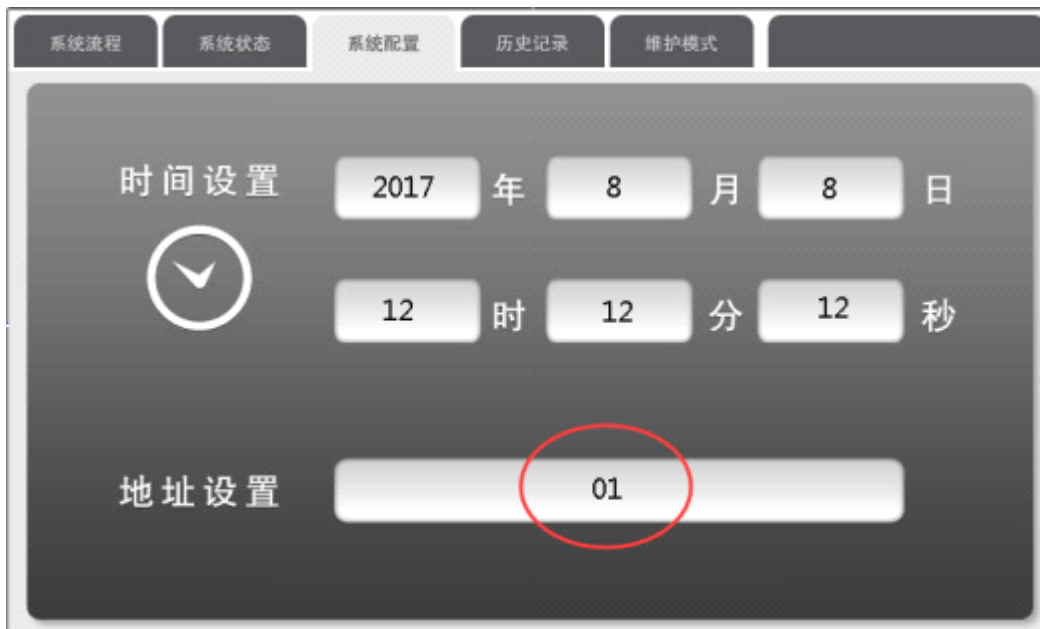 系统流程 系统状态 系统配置 历史记录 维护模式
时间设置 2017 年 8 月 8 日
12 时 12 分 12 秒
地址设置 01